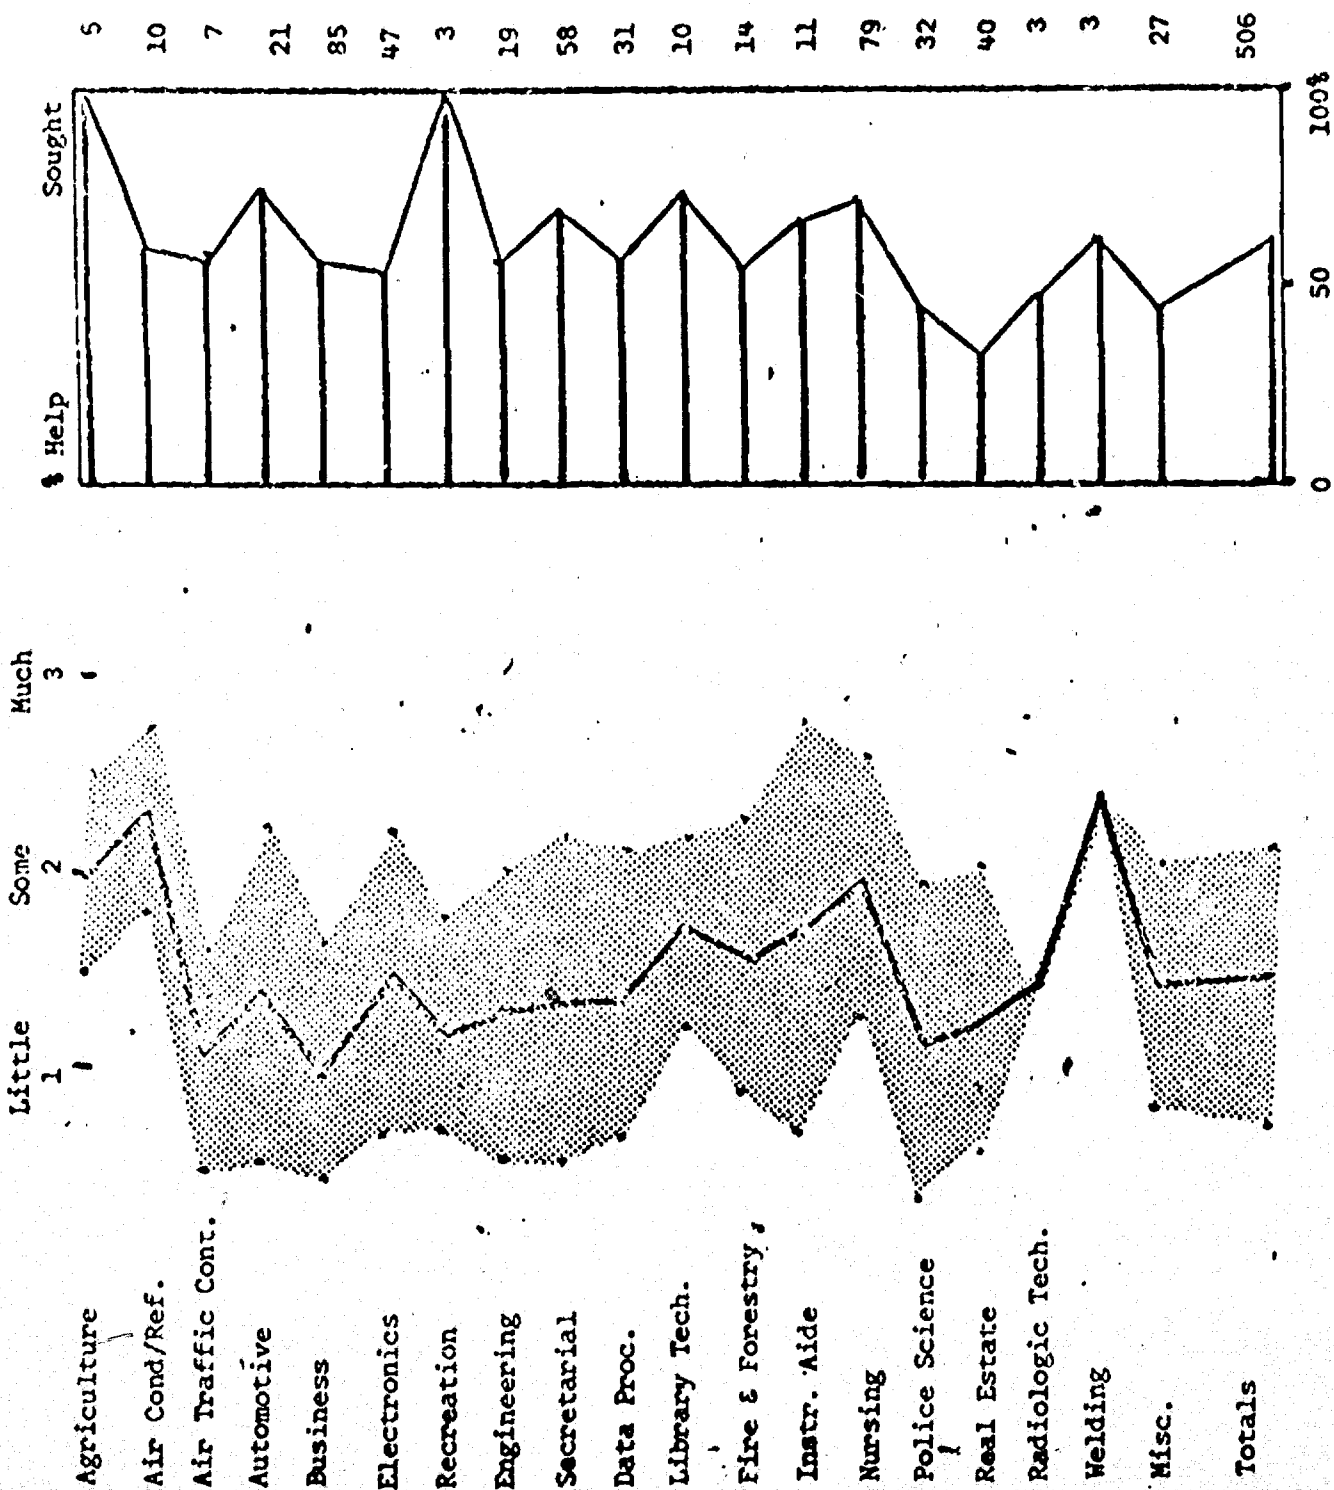 Little Some Much % Help Sought
1 2 3
Agriculture 5
Air Cond/Ref. 10
Air Traffic Cont. 7
Automotive 21
Business 85
Electronics 47
Recreation 3
Engineering 19
Secretarial 58
Data Proc. 31
Library Tech. 10
Fire & Forestry 14
Instr. Aide 11
Nursing 79
Police Science 32
Real Estate 40
Radiologic Tech. 3
Welding 3
Misc. 27
Totals 506
0 50 100%